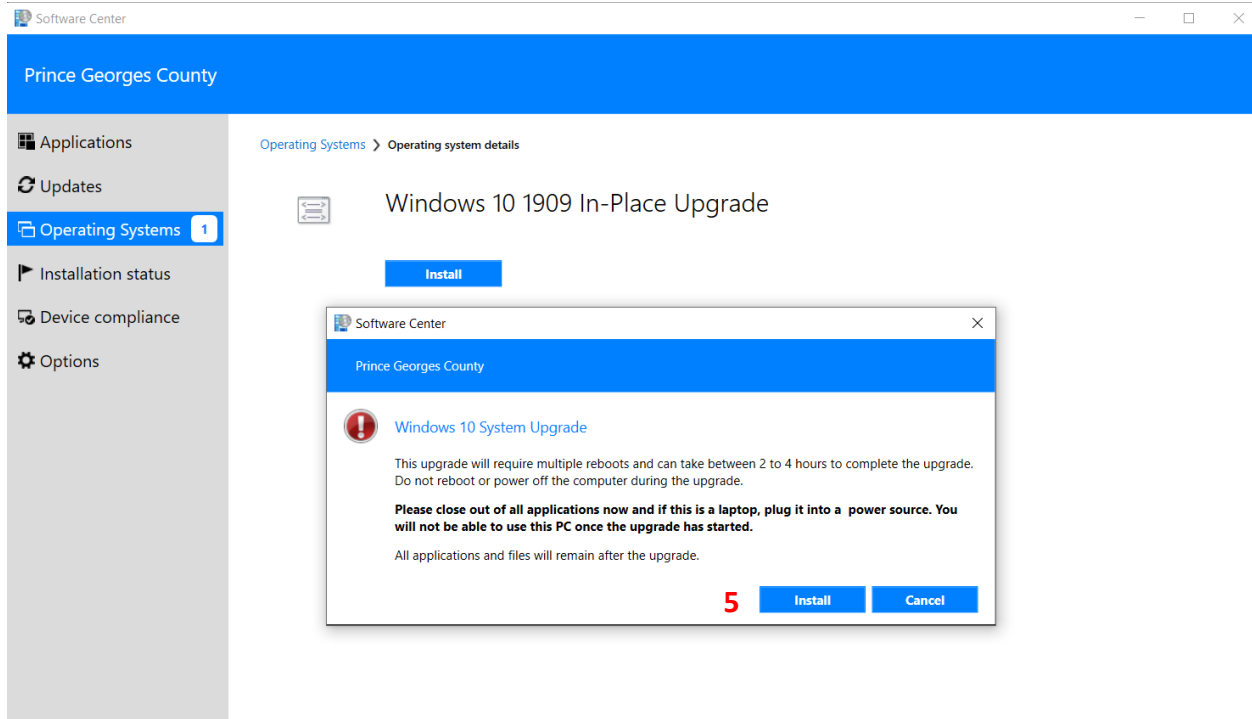 Software Center
Prince Georges County
Applications
Updates
Operating Systems 1
Installation status
Device compliance
Options
Operating Systems ❯ Operating system details
Windows 10 1909 In-Place Upgrade
Install
Software Center
Prince Georges County
Windows 10 System Upgrade
This upgrade will require multiple reboots and can take between 2 to 4 hours to complete the upgrade.
Do not reboot or power off the computer during the upgrade.
Please close out of all applications now and if this is a laptop, plug it into a  power source. You
will not be able to use this PC once the upgrade has started.
All applications and files will remain after the upgrade.
5 Install Cancel